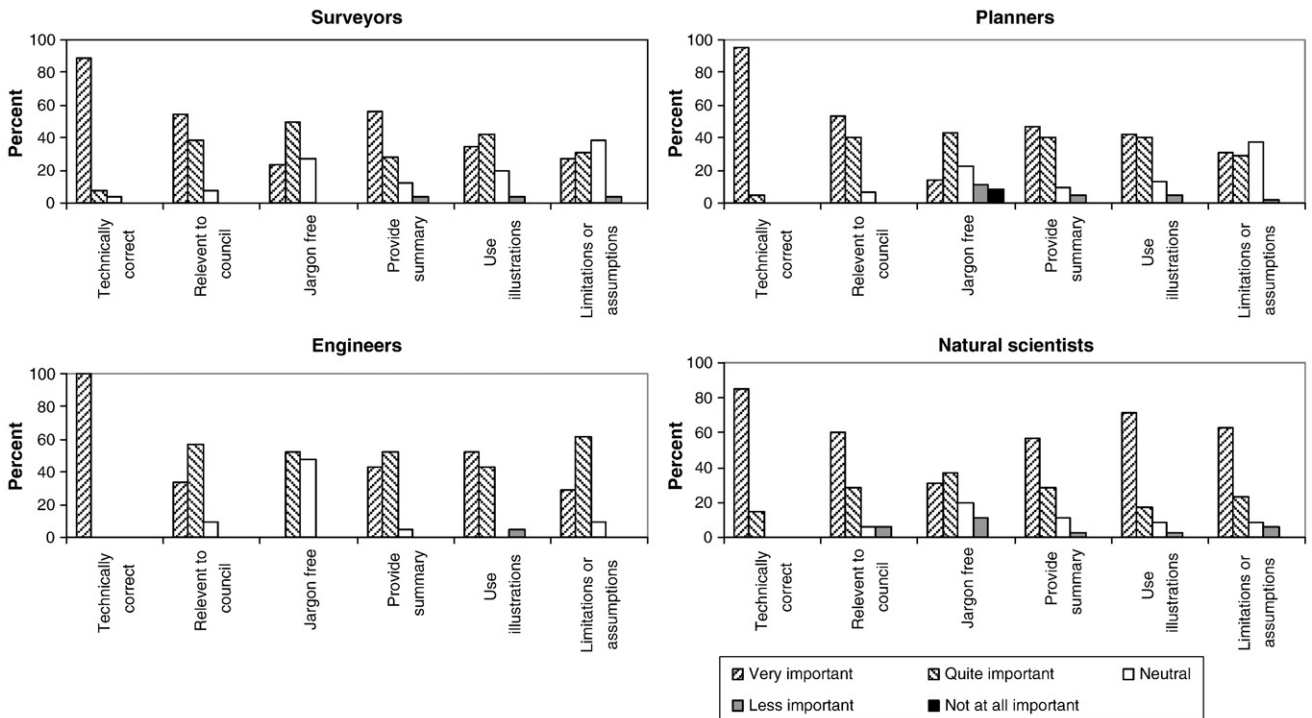 Surveyors
Percent
100
80
60
40
20
0
Technically
correct
Relevent to
council
Jargon free
Provide
summary
Use
illustrations
Limitations or
assumptions
Planners
Percent
100
80
60
40
20
0
Technically
correct
Relevent to
council
Jargon free
Provide
summary
Use
illustrations
Limitations or
assumptions
Engineers
Percent
100
80
60
40
20
0
Technically
correct
Relevent to
council
Jargon free
Provide
summary
Use
illustrations
Limitations or
assumptions
Natural scientists
Percent
100
80
60
40
20
0
Technically
correct
Relevent to
council
Jargon free
Provide
summary
Use
illustrations
Limitations or
assumptions
Very important
Quite important
Neutral
Less important
Not at all important